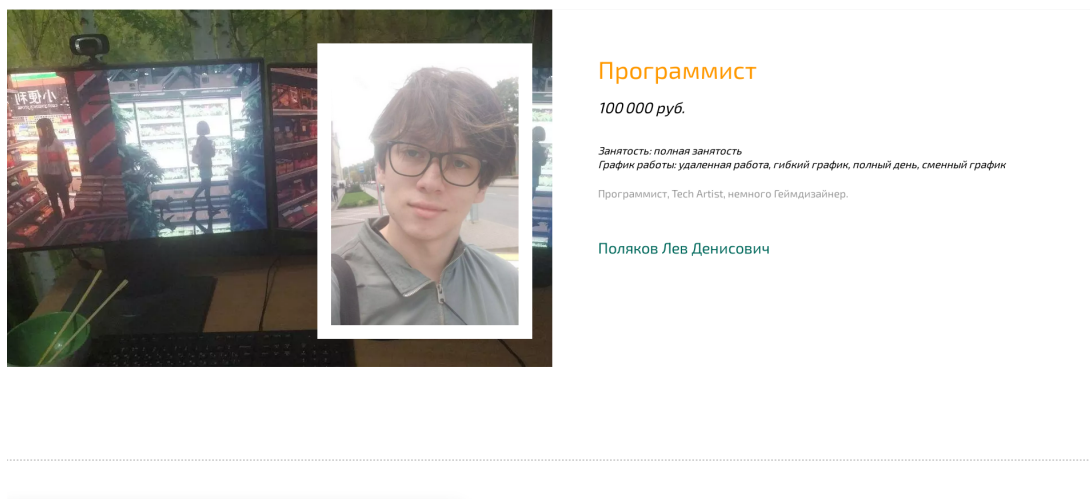 Программист
100 000 руб.
Занятость: полная занятость
График работы: удаленная работа, гибкий график, полный день, сменный график
Программист, Tech Artist, немного Геймдизайнер.
Поляков Лев Денисович